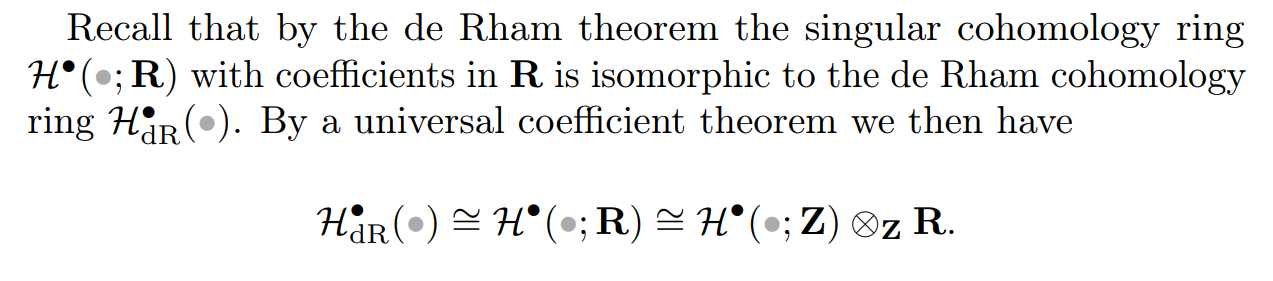 Recall that by the de Rham theorem the singular cohomology ring
ℋ•(●; 𝐑) with coefficients in 𝐑 is isomorphic to the de Rham cohomology
ring ℋ•dR(●). By a universal coefficient theorem we then have
ℋ•dR(●) ≅ ℋ•(●; 𝐑) ≅ ℋ•(●; 𝐙) ⊗𝐙 𝐑.